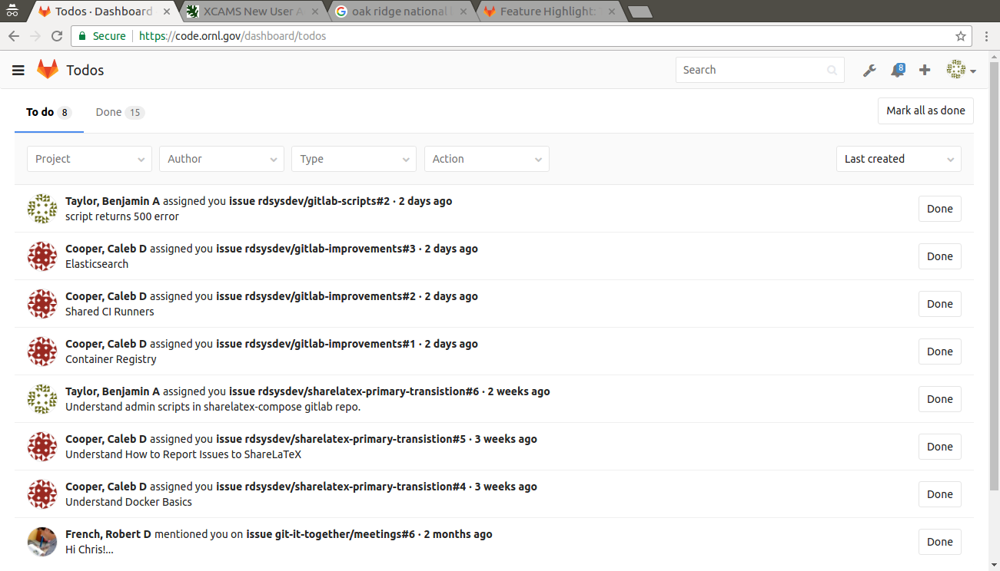 Todos · Dashboard
XCAMS New User A
oak ridge national l
Feature Highlight:
Secure
https://code.ornl.gov/dashboard/todos
Todos
Search
8
To do 8
Done 15
Mark all as done
Project
Author
Type
Action
Last created
Taylor, Benjamin A assigned you issue rdsysdev/gitlab-scripts#2 · 2 days ago
script returns 500 error
Done
Cooper, Caleb D assigned you issue rdsysdev/gitlab-improvements#3 · 2 days ago
Elasticsearch
Done
Cooper, Caleb D assigned you issue rdsysdev/gitlab-improvements#2 · 2 days ago
Shared CI Runners
Done
Cooper, Caleb D assigned you issue rdsysdev/gitlab-improvements#1 · 2 days ago
Container Registry
Done
Taylor, Benjamin A assigned you issue rdsysdev/sharelatex-primary-transistion#6 · 2 weeks ago
Understand admin scripts in sharelatex-compose gitlab repo.
Done
Cooper, Caleb D assigned you issue rdsysdev/sharelatex-primary-transistion#5 · 3 weeks ago
Understand How to Report Issues to ShareLaTeX
Done
Cooper, Caleb D assigned you issue rdsysdev/sharelatex-primary-transistion#4 · 3 weeks ago
Understand Docker Basics
Done
French, Robert D mentioned you on issue git-it-together/meetings#6 · 2 months ago
Hi Chris!...
Done